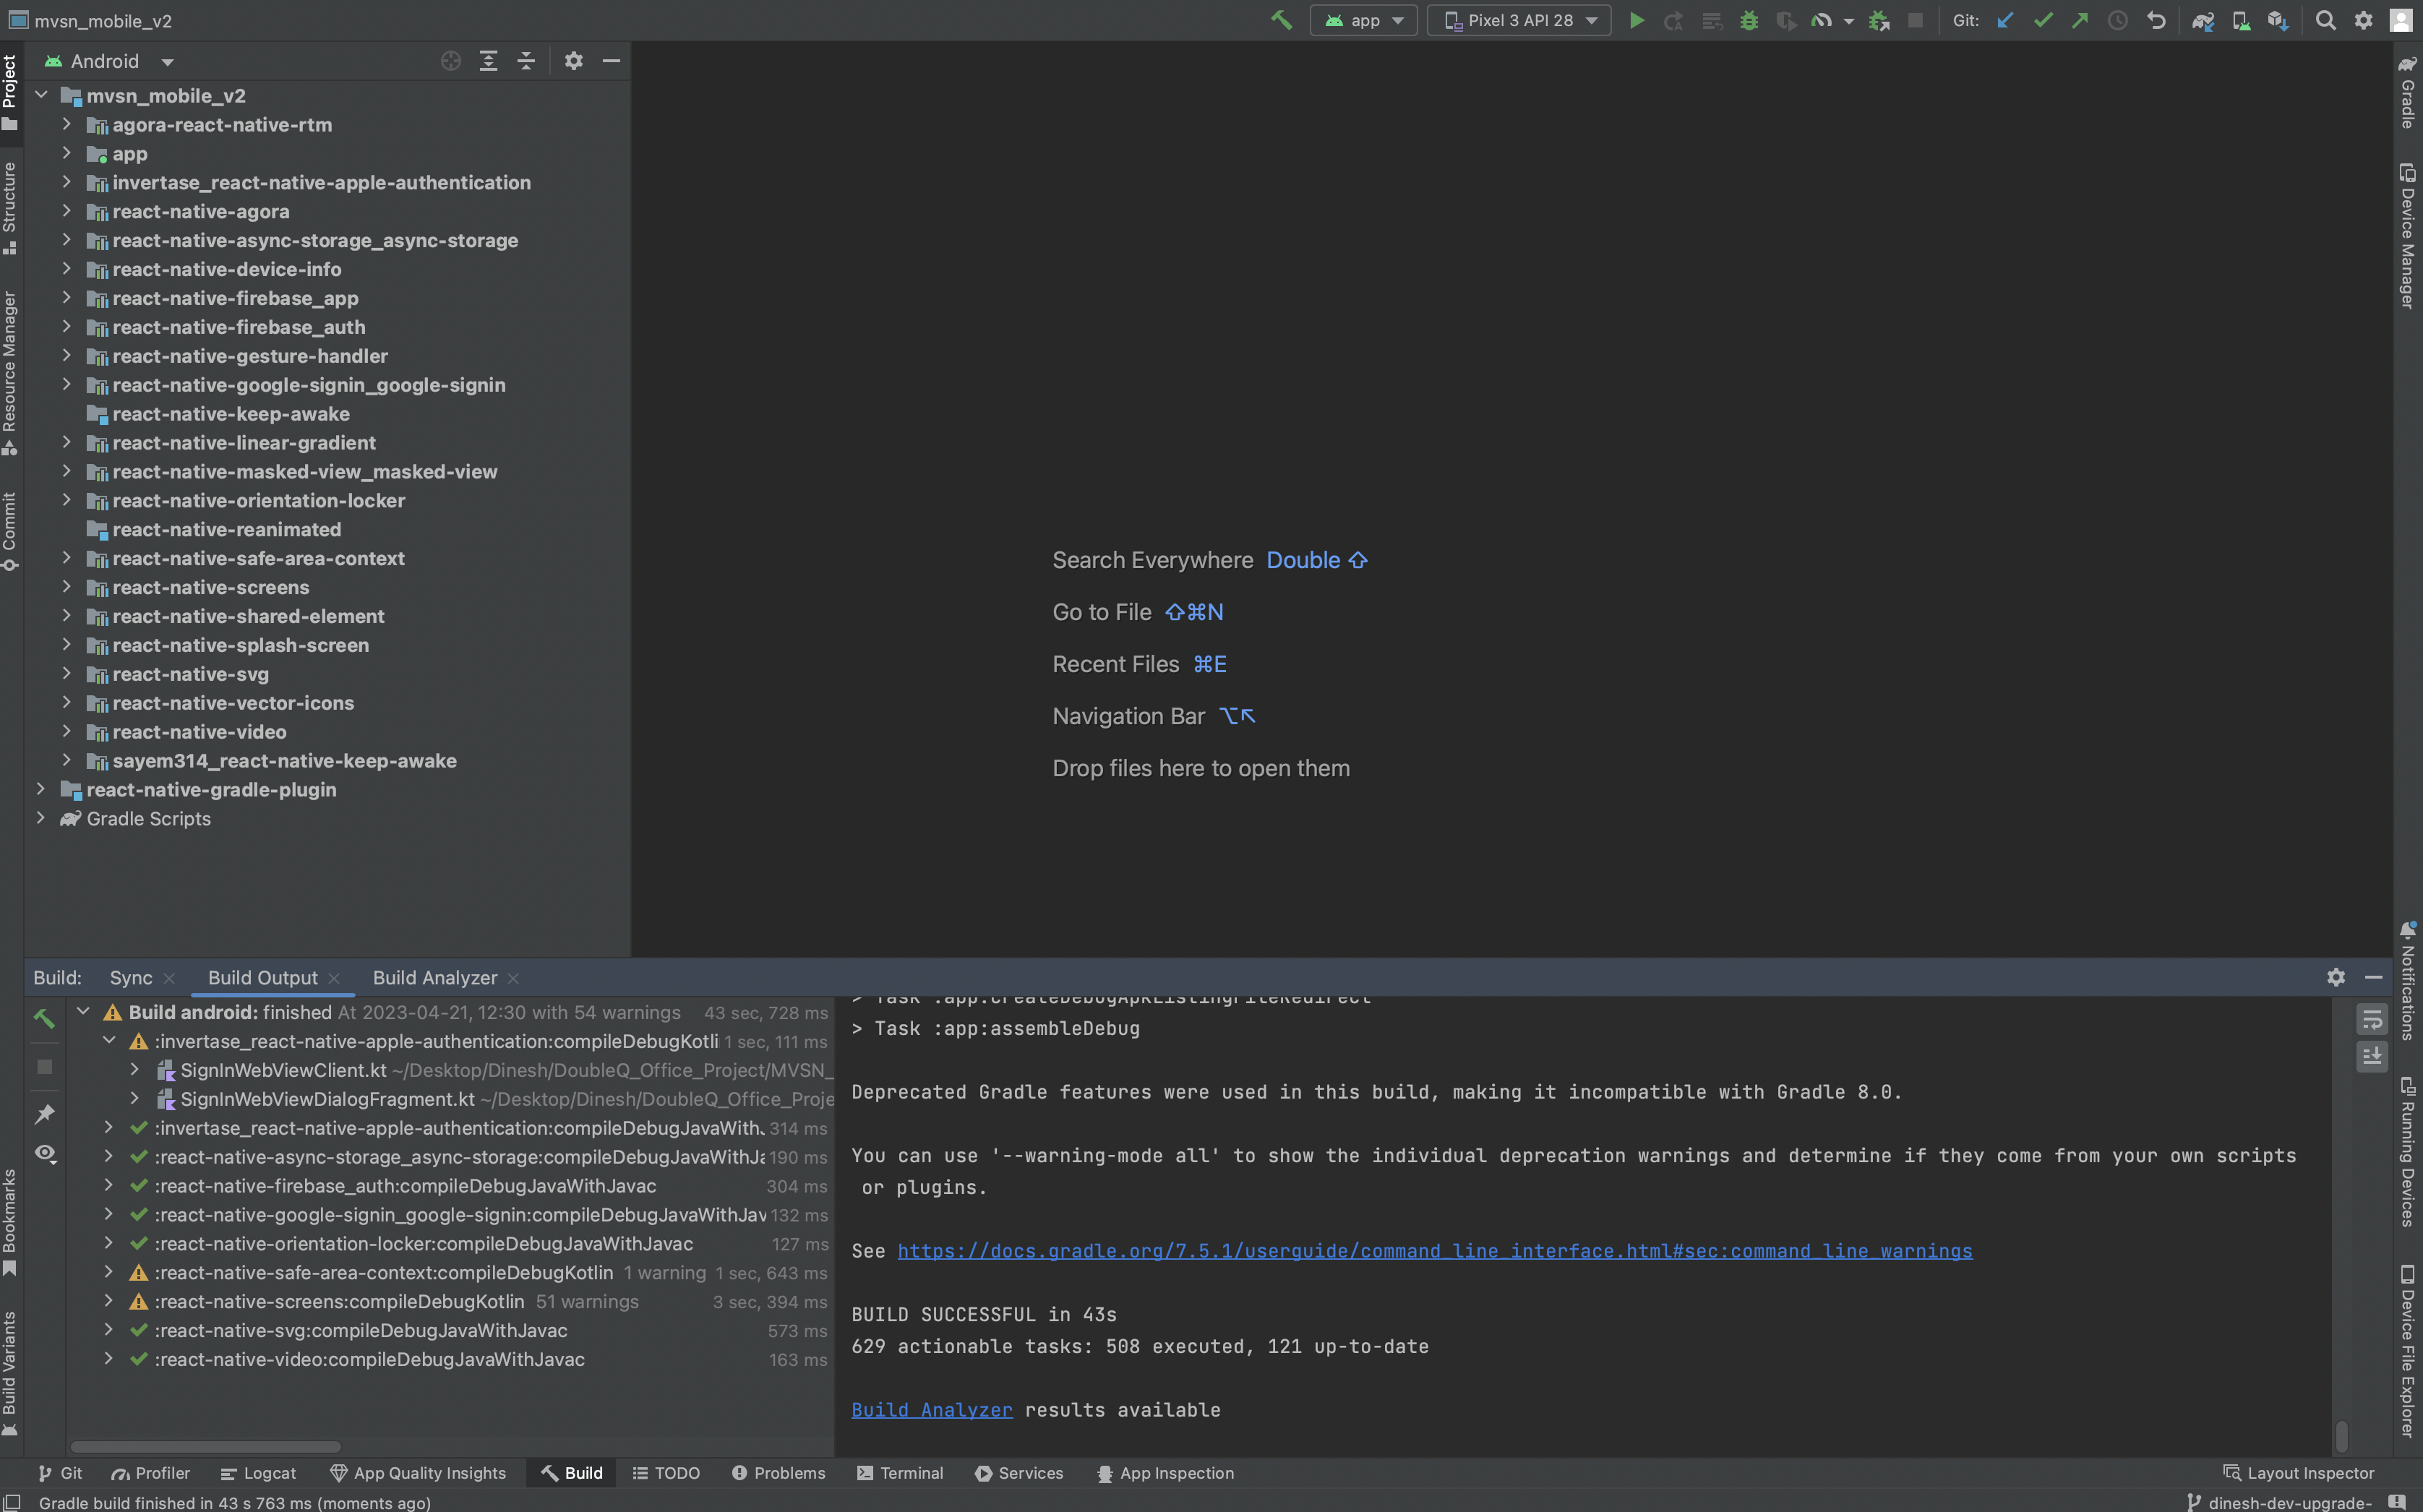 mvsn_mobile_v2
app
Pixel 3 API 28
Git:
Android
mvsn_mobile_v2
agora-react-native-rtm
app
invertase_react-native-apple-authentication
react-native-agora
react-native-async-storage_async-storage
react-native-device-info
react-native-firebase_app
react-native-firebase_auth
react-native-gesture-handler
react-native-google-signin_google-signin
react-native-keep-awake
react-native-linear-gradient
react-native-masked-view_masked-view
react-native-orientation-locker
react-native-reanimated
react-native-safe-area-context
react-native-screens
react-native-shared-element
react-native-splash-screen
react-native-svg
react-native-vector-icons
react-native-video
sayem314_react-native-keep-awake
react-native-gradle-plugin
Gradle Scripts
Project
Structure
Resource Manager
Commit
Bookmarks
Build Variants
Search Everywhere Double ⇧
Go to File ⇧⌘N
Recent Files ⌘E
Navigation Bar ⌥↖
Drop files here to open them
Gradle
Device Manager
Notifications
Running Devices
Device File Explorer
Build: Sync Build Output Build Analyzer
Build android: finished At 2023-04-21, 12:30 with 54 warnings 43 sec, 728 ms
:invertase_react-native-apple-authentication:compileDebugKotli 1 sec, 111 ms
SignInWebViewClient.kt ~/Desktop/Dinesh/DoubleQ_Office_Project/MVSN_
SignInWebViewDialogFragment.kt ~/Desktop/Dinesh/DoubleQ_Office_Proje
:invertase_react-native-apple-authentication:compileDebugJavaWith 314 ms
:react-native-async-storage_async-storage:compileDebugJavaWithJa 190 ms
:react-native-firebase_auth:compileDebugJavaWithJavac 304 ms
:react-native-google-signin_google-signin:compileDebugJavaWithJav 132 ms
:react-native-orientation-locker:compileDebugJavaWithJavac 127 ms
:react-native-safe-area-context:compileDebugKotlin 1 warning 1 sec, 643 ms
:react-native-screens:compileDebugKotlin 51 warnings 3 sec, 394 ms
:react-native-svg:compileDebugJavaWithJavac 573 ms
:react-native-video:compileDebugJavaWithJavac 163 ms
> Task :app:createDebugApkListingFileRedirect
> Task :app:assembleDebug
Deprecated Gradle features were used in this build, making it incompatible with Gradle 8.0.
You can use '--warning-mode all' to show the individual deprecation warnings and determine if they come from your own scripts
or plugins.
See https://docs.gradle.org/7.5.1/userguide/command_line_interface.html#sec:command_line_warnings
BUILD SUCCESSFUL in 43s
629 actionable tasks: 508 executed, 121 up-to-date
Build Analyzer results available
Git Profiler Logcat App Quality Insights Build TODO Problems Terminal Services App Inspection Layout Inspector
Gradle build finished in 43 s 763 ms (moments ago) dinesh-dev-upgrade-